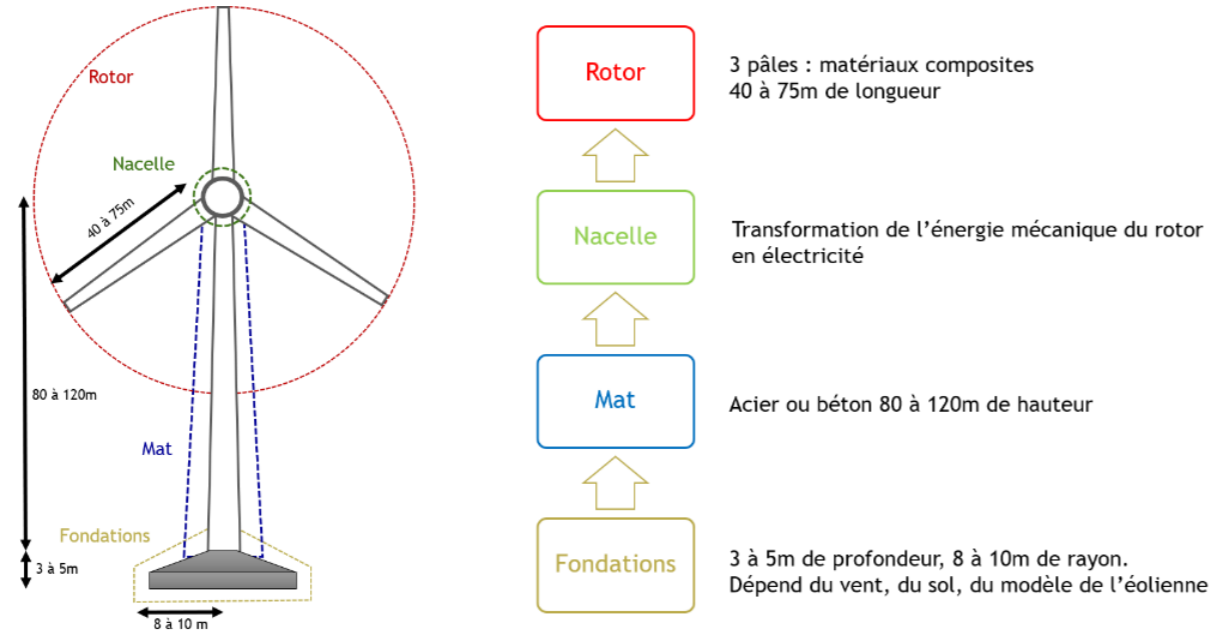 Rotor
Nacelle
40 à 75m
80 à 120m
Mat
Fondations
3 à 5m
8 à 10 m
Rotor
3 pâles : matériaux composites
40 à 75m de longueur
Nacelle
Transformation de l’énergie mécanique du rotor
en électricité
Mat
Acier ou béton 80 à 120m de hauteur
Fondations
3 à 5m de profondeur, 8 à 10m de rayon.
Dépend du vent, du sol, du modèle de l’éolienne